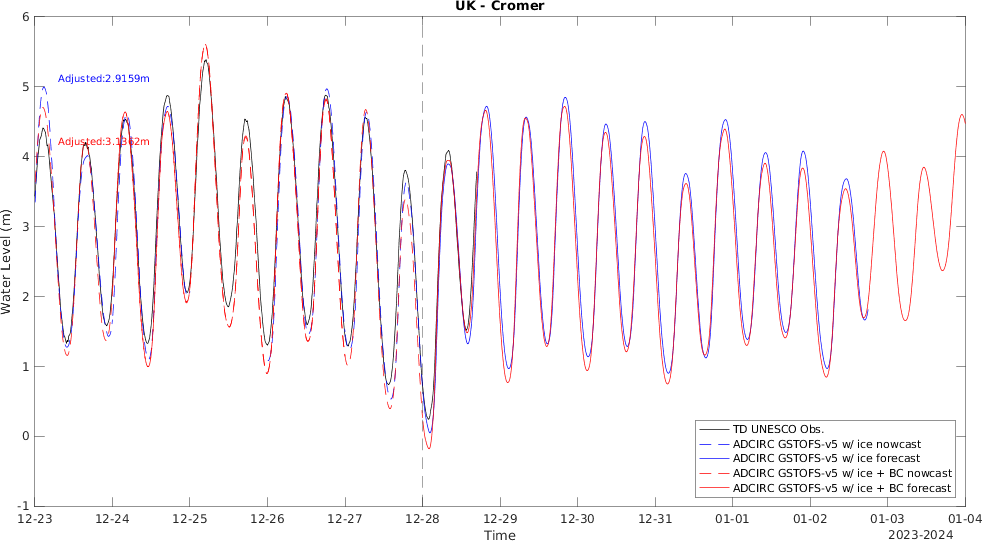 UK - Cromer
6
5
4
3
2
1
0
-1
Water Level (m)
Adjusted:2.9159m
Adjusted:3.1362m
TD UNESCO Obs.
ADCIRC GSTOFS-v5 w/ ice nowcast
ADCIRC GSTOFS-v5 w/ ice forecast
ADCIRC GSTOFS-v5 w/ ice + BC nowcast
ADCIRC GSTOFS-v5 w/ ice + BC forecast
12-23 12-24 12-25 12-26 12-27 12-28 12-29 12-30 12-31 01-01 01-02 01-03 01-04
Time
2023-2024